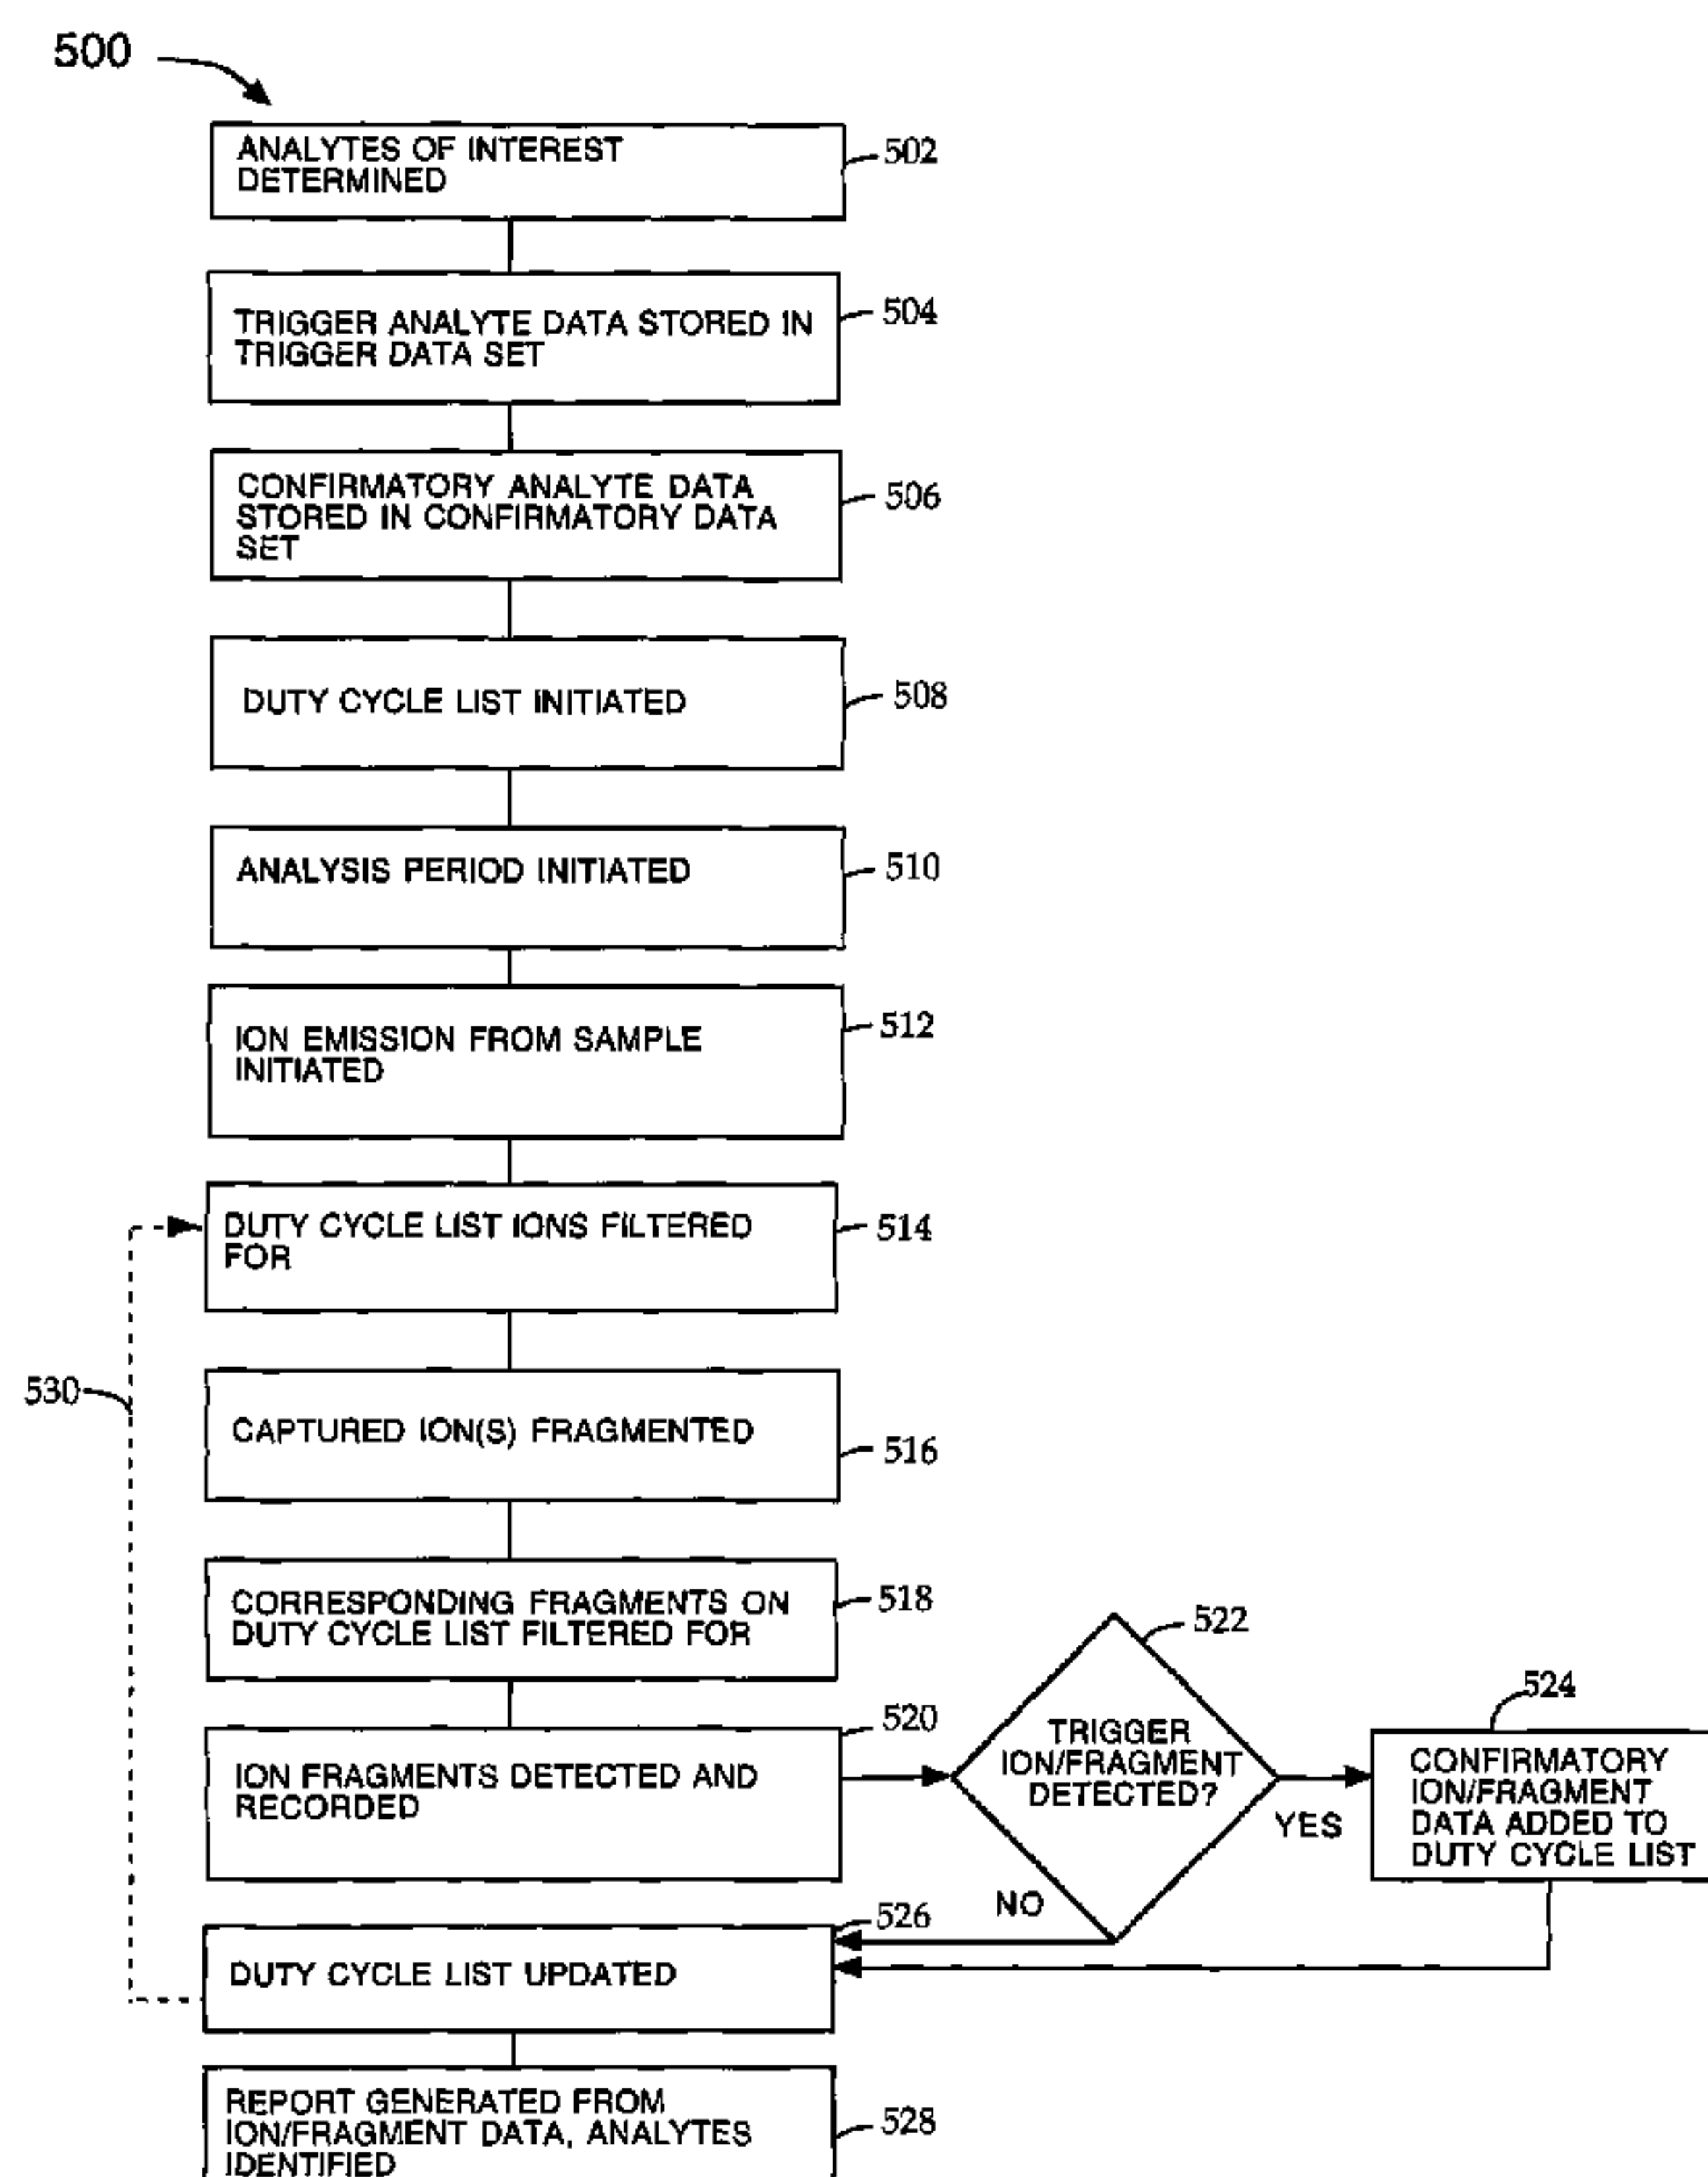 500
ANALYTES OF INTEREST
DETERMINED
502
TRIGGER ANALYTE DATA STORED IN
TRIGGER DATA SET
504
CONFIRMATORY ANALYTE DATA
STORED IN CONFIRMATORY DATA
SET
506
DUTY CYCLE LIST INITIATED
508
ANALYSIS PERIOD INITIATED
510
ION EMISSION FROM SAMPLE
INITIATED
512
DUTY CYCLE LIST IONS FILTERED
FOR
514
530
CAPTURED ION(S) FRAGMENTED
516
CORRESPONDING FRAGMENTS ON
DUTY CYCLE LIST FILTERED FOR
518
ION FRAGMENTS DETECTED AND
RECORDED
520
TRIGGER
ION/FRAGMENT
DETECTED?
522
YES
NO
CONFIRMATORY
ION/FRAGMENT
DATA ADDED TO
DUTY CYCLE LIST
524
DUTY CYCLE LIST UPDATED
526
REPORT GENERATED FROM
ION/FRAGMENT DATA, ANALYTES
IDENTIFIED
528